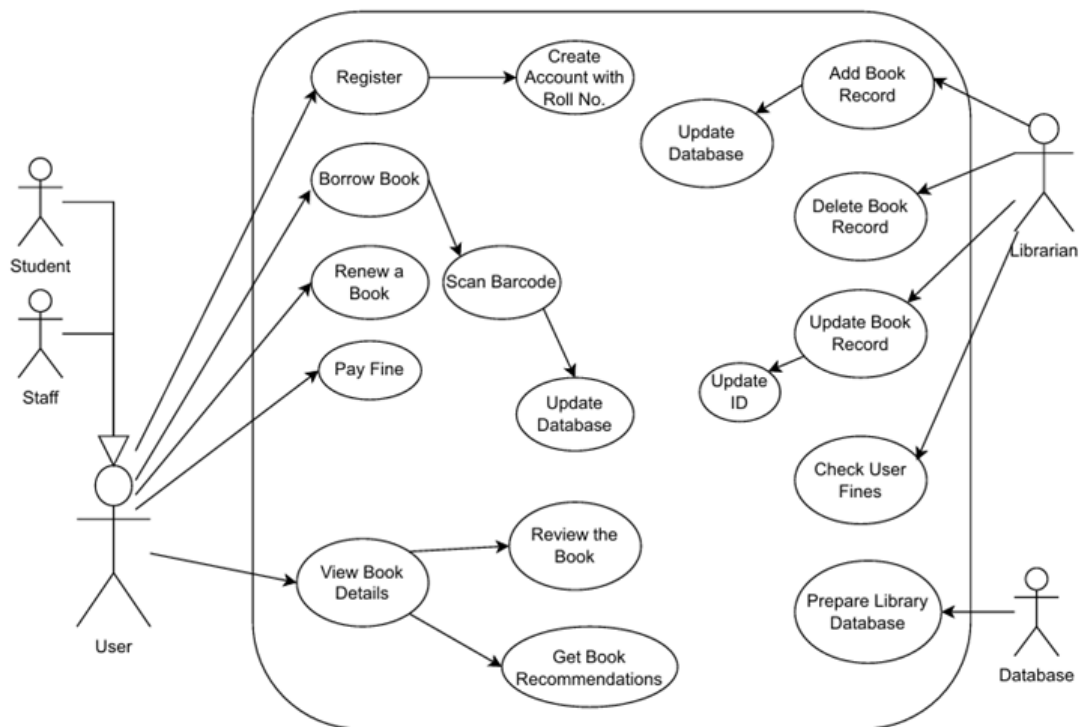 Register
Create
Account with
Roll No.
Add Book
Record
Update
Database
Borrow Book
Delete Book
Record
Student
Librarian
Renew a
Book
Scan Barcode
Update Book
Record
Staff
Pay Fine
Update
ID
Update
Database
Check User
Fines
Review the
Book
View Book
Details
Prepare Library
Database
User
Get Book
Recommendations
Database